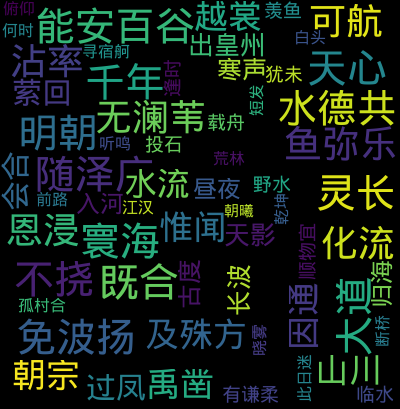 俯仰
能安百谷
越裳
羡鱼
何时
出皇州
白头
可航
沾率
寻宿舸
寒声
犹未
天心
萦回
千年
遥时
短发
水德共
无澜苇
载舟
明朝
听鸣
投石
荒林
鱼弥乐
会合
随泽广
水流
昼夜
野水
灵长
前路
入河
江汉
朝曦
乾坤
恩浸
寰海
惟闻
天影
化流
顺物宜
不挠
既合
古度
长波
归海
孤村合
因通
大道
免波扬
及殊方
晓雾
断桥
朝宗
过凤
禹凿
有谦柔
此日迷
巨川
临水